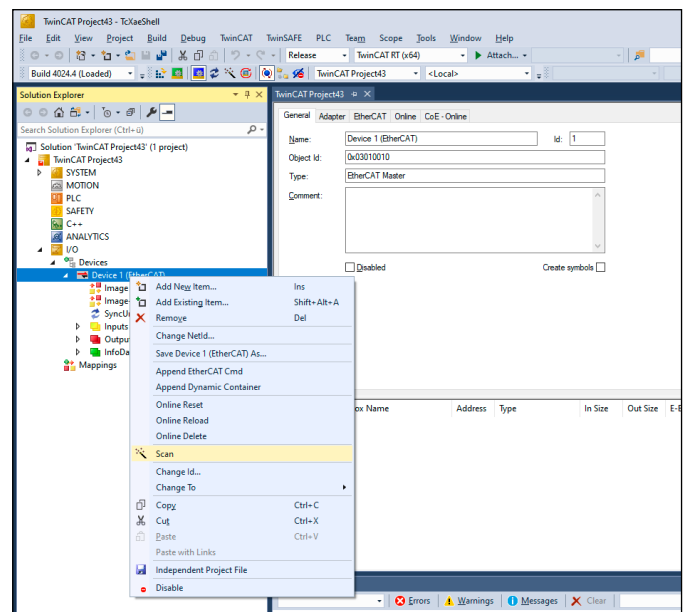 TwinCAT Project43 - TcXaeShell
File Edit View Project Build Debug TwinCAT TwinSAFE PLC Team Scope Tools Window Help
Release TwinCAT RT (x64) Attach...
Build 4024.4 (Loaded) TwinCAT Project43 <Local>
Solution Explorer
Search Solution Explorer (Ctrl+ü)
Solution 'TwinCAT Project43' (1 project)
TwinCAT Project43
SYSTEM
MOTION
PLC
SAFETY
C++
ANALYTICS
I/O
Devices
Device 1 (EtherCAT)
Image
Image
SyncU
Inputs
Outpu
InfoDa
Mappings
TwinCAT Project43
General Adapter EtherCAT Online CoE - Online
Name: Device 1 (EtherCAT) Id: 1
Object Id: 0x03010010
Type: EtherCAT Master
Comment:
Disabled Create symbols
Add New Item... Ins
Add Existing Item... Shift+Alt+A
Remove Del
Change NetId...
Save Device 1 (EtherCAT) As...
Append EtherCAT Cmd
Append Dynamic Container
Online Reset
Online Reload
Online Delete
Scan
Change Id...
Change To
Copy Ctrl+C
Cut Ctrl+X
Paste Ctrl+V
Paste with Links
Independent Project File
Disable
ox Name Address Type In Size Out Size E-B
Errors Warnings Messages Clear